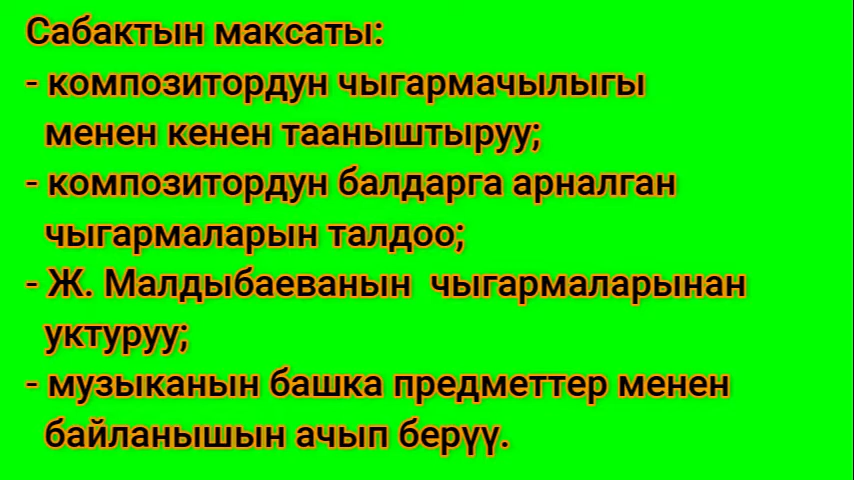 Сабактын максаты:
- композитордун чыгармачылыгы
менен кенен тааныштыруу;
- композитордун балдарга арналган
чыгармаларын талдоо;
- Ж. Малдыбаеванын чыгармаларынан
уктуруу;
- музыканын башка предметтер менен
байланышын ачып берүү.